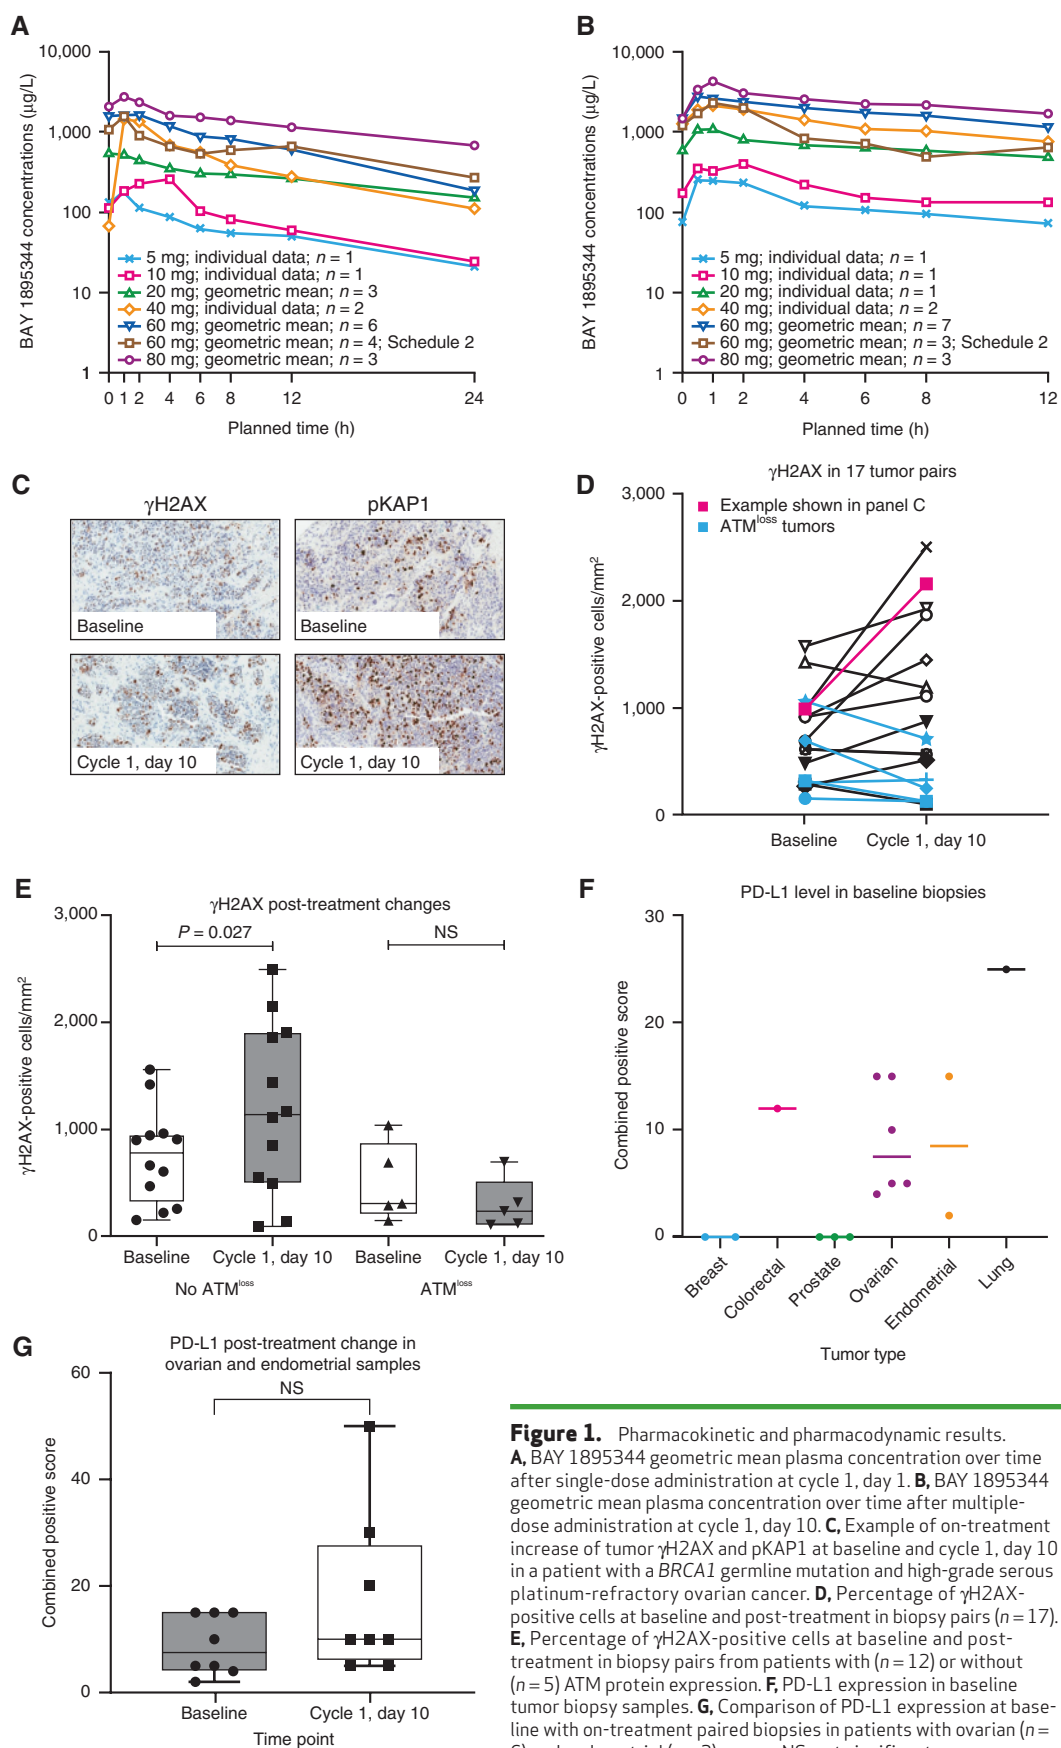 A
10,000
1,000
100
10
1
BAY 1895344 concentrations (μg/L)
5 mg; individual data; n = 1
10 mg; individual data; n = 1
20 mg; geometric mean; n = 3
40 mg; individual data; n = 2
60 mg; geometric mean; n = 6
60 mg; geometric mean; n = 4; Schedule 2
80 mg; geometric mean; n = 3
0 1 2 4 6 8 12 24
Planned time (h)
B
10,000
1,000
100
10
1
BAY 1895344 concentrations (μg/L)
5 mg; individual data; n = 1
10 mg; individual data; n = 1
20 mg; individual data; n = 1
40 mg; individual data; n = 2
60 mg; geometric mean; n = 7
60 mg; geometric mean; n = 3; Schedule 2
80 mg; geometric mean; n = 3
0 1 2 4 6 8 12
Planned time (h)
C
γH2AX pKAP1
Baseline Baseline
Cycle 1, day 10 Cycle 1, day 10
D
γH2AX in 17 tumor pairs
3,000
2,000
1,000
0
γH2AX-positive cells/mm²
Example shown in panel C
ATMloss tumors
Baseline Cycle 1, day 10
E
γH2AX post-treatment changes
3,000
2,000
1,000
0
γH2AX-positive cells/mm²
P = 0.027 NS
Baseline Cycle 1, day 10 Baseline Cycle 1, day 10
No ATMloss ATMloss
F
PD-L1 level in baseline biopsies
30
20
10
0
Combined positive score
Breast Colorectal Prostate Ovarian Endometrial Lung
Tumor type
G
PD-L1 post-treatment change in
ovarian and endometrial samples
60
40
20
0
Combined positive score
NS
Baseline Cycle 1, day 10
Time point
Figure 1. Pharmacokinetic and pharmacodynamic results.
A, BAY 1895344 geometric mean plasma concentration over time
after single-dose administration at cycle 1, day 1. B, BAY 1895344
geometric mean plasma concentration over time after multiple-
dose administration at cycle 1, day 10. C, Example of on-treatment
increase of tumor γH2AX and pKAP1 at baseline and cycle 1, day 10
in a patient with a BRCA1 germline mutation and high-grade serous
platinum-refractory ovarian cancer. D, Percentage of γH2AX-
positive cells at baseline and post-treatment in biopsy pairs (n = 17).
E, Percentage of γH2AX-positive cells at baseline and post-
treatment in biopsy pairs from patients with (n = 12) or without
(n = 5) ATM protein expression. F, PD-L1 expression in baseline
tumor biopsy samples. G, Comparison of PD-L1 expression at base-
line with on-treatment paired biopsies in patients with ovarian (n =